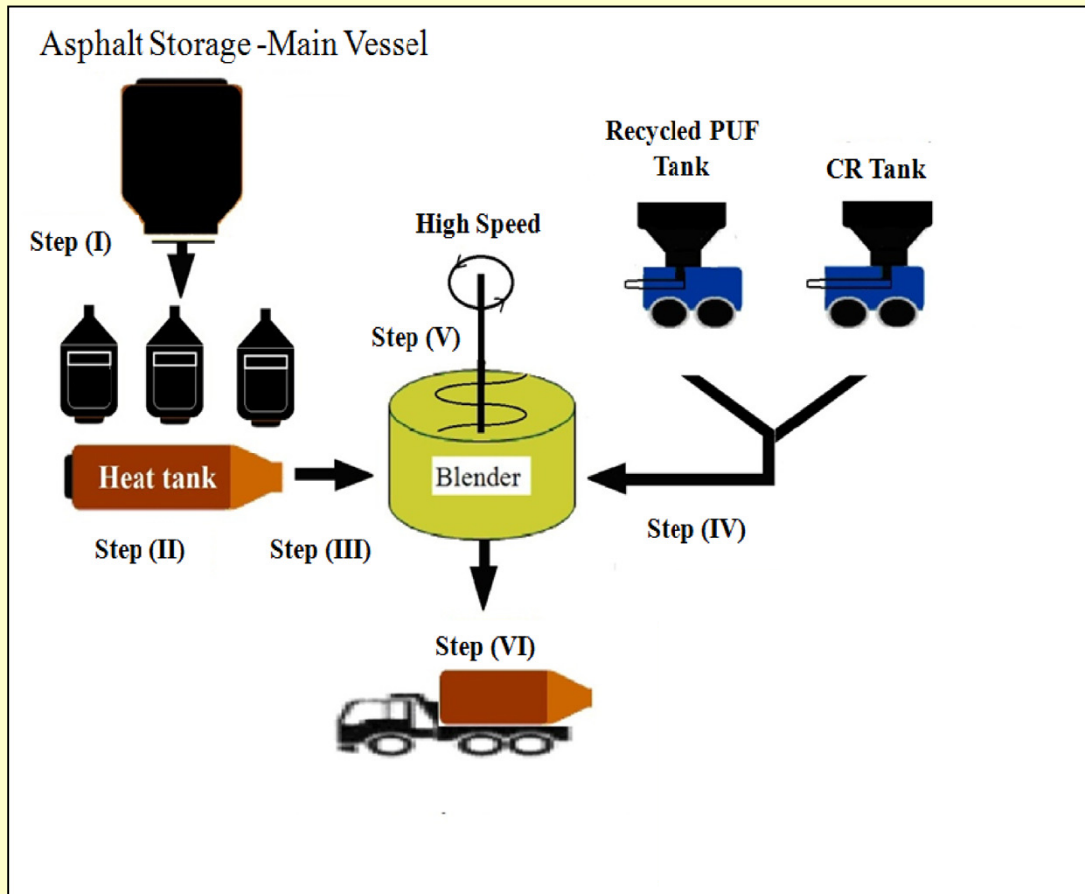 Asphalt Storage -Main Vessel
Recycled PUF
Tank
CR Tank
High Speed
Step (I)
Step (V)
Heat tank
Blender
Step (II)
Step (III)
Step (IV)
Step (VI)